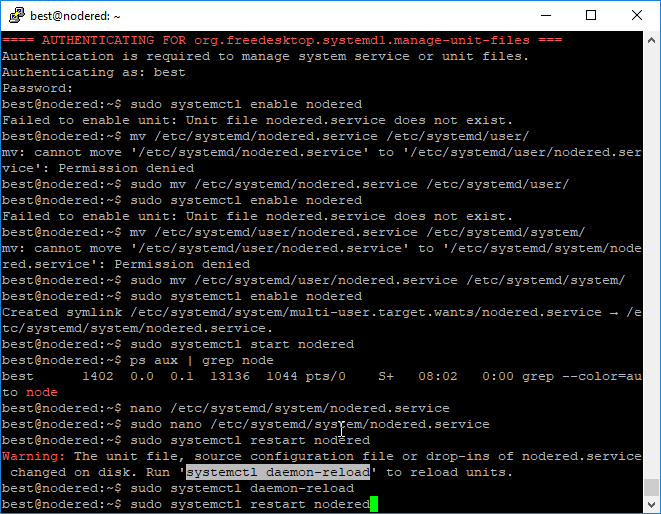 best@nodered: ~
==== AUTHENTICATING FOR org.freedesktop.systemd1.manage-unit-files ===
Authentication is required to manage system service or unit files.
Authenticating as: best
Password:
best@nodered:~$ sudo systemctl enable nodered
Failed to enable unit: Unit file nodered.service does not exist.
best@nodered:~$ mv /etc/systemd/nodered.service /etc/systemd/user/
mv: cannot move '/etc/systemd/nodered.service' to '/etc/systemd/user/nodered.ser
vice': Permission denied
best@nodered:~$ sudo mv /etc/systemd/nodered.service /etc/systemd/user/
best@nodered:~$ sudo systemctl enable nodered
Failed to enable unit: Unit file nodered.service does not exist.
best@nodered:~$ mv /etc/systemd/user/nodered.service /etc/systemd/system/
mv: cannot move '/etc/systemd/user/nodered.service' to '/etc/systemd/system/node
red.service': Permission denied
best@nodered:~$ sudo mv /etc/systemd/user/nodered.service /etc/systemd/system/
best@nodered:~$ sudo systemctl enable nodered
Created symlink /etc/systemd/system/multi-user.target.wants/nodered.service → /e
tc/systemd/system/nodered.service.
best@nodered:~$ sudo systemctl start nodered
best@nodered:~$ ps aux | grep node
best      1402  0.0  0.1  13136  1044 pts/0    S+   08:02   0:00 grep --color=au
to node
best@nodered:~$ nano /etc/systemd/system/nodered.service
best@nodered:~$ sudo nano /etc/systemd/system/nodered.service
best@nodered:~$ sudo systemctl restart nodered
Warning: The unit file, source configuration file or drop-ins of nodered.service
 changed on disk. Run 'systemctl daemon-reload' to reload units.
best@nodered:~$ sudo systemctl daemon-reload
best@nodered:~$ sudo systemctl restart nodered